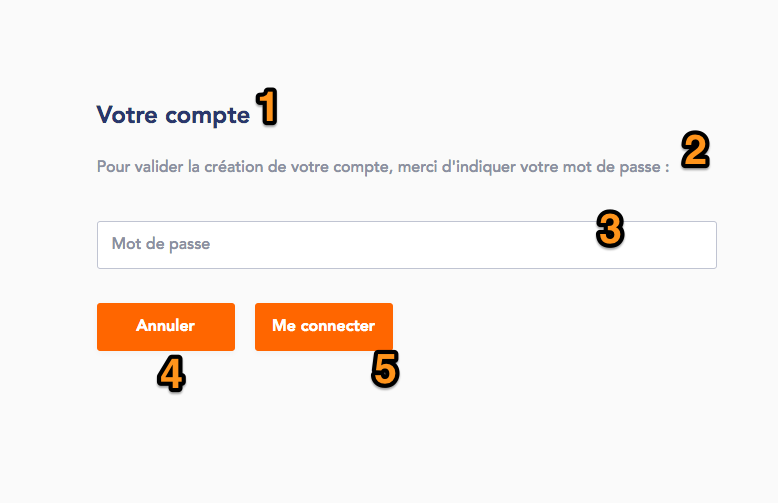 Votre compte 1
Pour valider la création de votre compte, merci d'indiquer votre mot de passe : 2
Mot de passe 3
Annuler Me connecter
4 5